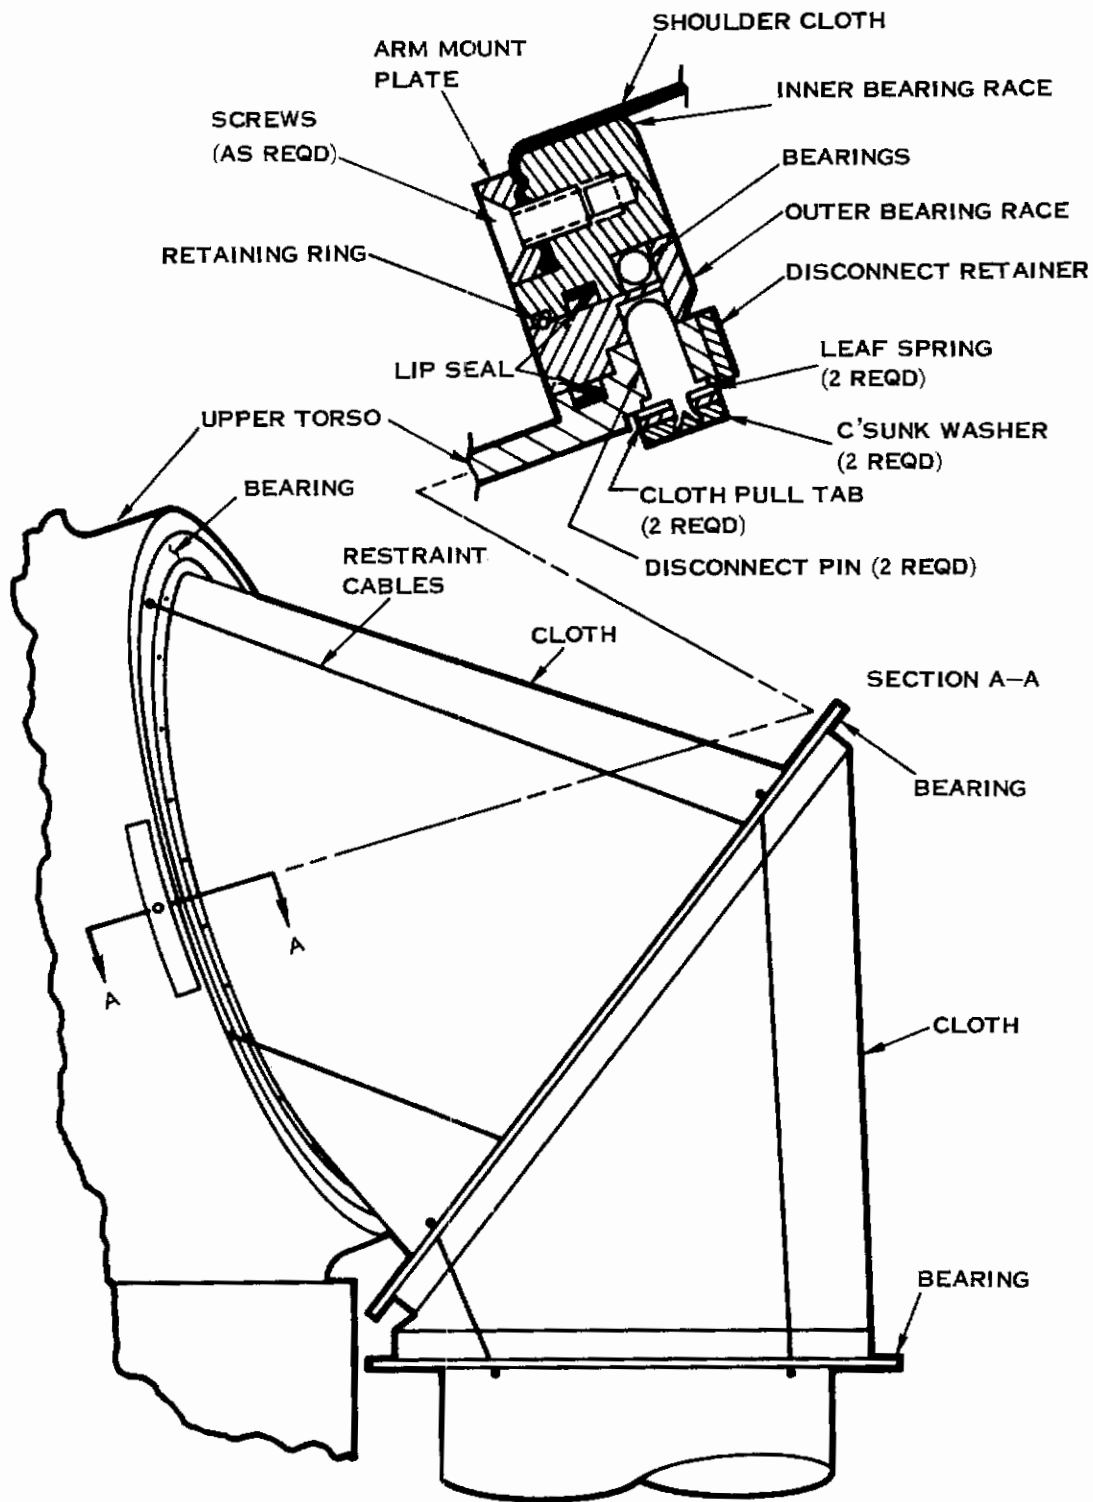 SHOULDER CLOTH
ARM MOUNT
PLATE
INNER BEARING RACE
SCREWS
(AS REQD)
BEARINGS
OUTER BEARING RACE
RETAINING RING
DISCONNECT RETAINER
LEAF SPRING
(2 REQD)
LIP SEAL
UPPER TORSO
C'SUNK WASHER
(2 REQD)
BEARING
CLOTH PULL TAB
(2 REQD)
RESTRAINT
CABLES
DISCONNECT PIN (2 REQD)
CLOTH
SECTION A–A
BEARING
A
A
CLOTH
BEARING